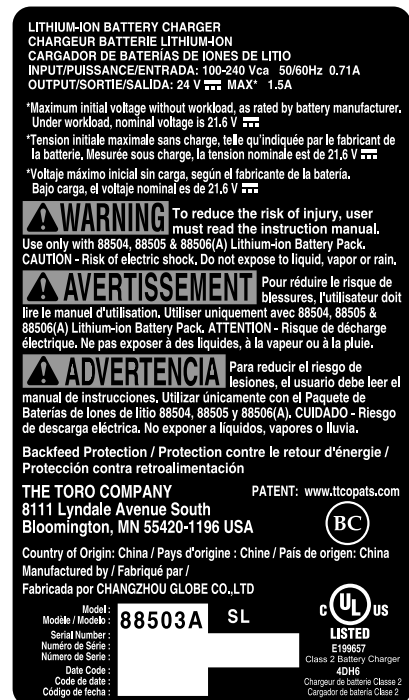 LITHIUM-ION BATTERY CHARGER
CHARGEUR BATTERIE LITHIUM-ION
CARGADOR DE BATERÍAS DE IONES DE LITIO
INPUT/PUISSANCE/ENTRADA: 100-240 Vca 50/60Hz 0.71A
OUTPUT/SORTIE/SALIDA: 24 V MAX* 1.5A
*Maximum initial voltage without workload, as rated by battery manufacturer.
Under workload, nominal voltage is 21.6 V
*Tension initiale maximale sans charge, telle qu'indiquée par le fabricant de
la batterie. Mesurée sous charge, la tension nominale est de 21,6 V
*Voltaje máximo inicial sin carga, según el fabricante de la batería.
Bajo carga, el voltaje nominal es de 21,6 V
WARNING To reduce the risk of injury, user
must read the instruction manual.
Use only with 88504, 88505 & 88506(A) Lithium-ion Battery Pack.
CAUTION - Risk of electric shock. Do not expose to liquid, vapor or rain.
AVERTISSEMENT Pour réduire le risque de
blessures, l'utilisateur doit
lire le manuel d'utilisation. Utiliser uniquement avec 88504, 88505 &
88506(A) Lithium-ion Battery Pack. ATTENTION - Risque de décharge
électrique. Ne pas exposer à des liquides, à la vapeur ou à la pluie.
ADVERTENCIA Para reducir el riesgo de
lesiones, el usuario debe leer el
manual de instrucciones. Utilizar únicamente con el Paquete de
Baterías de Iones de litio 88504, 88505 y 88506(A). CUIDADO - Riesgo
de descarga eléctrica. No exponer a líquidos, vapores o lluvia.
Backfeed Protection / Protection contre le retour d'énergie /
Protección contra retroalimentación
THE TORO COMPANY PATENT: www.ttcopats.com
8111 Lyndale Avenue South
Bloomington, MN 55420-1196 USA
BC
Country of Origin: China / Pays d'origine : Chine / País de origen: China
Manufactured by / Fabriqué par /
Fabricada por CHANGZHOU GLOBE CO.,LTD
Model :
Modèle / Modelo :
88503A SL
Serial Number :
Numéro de Série :
Número de Serie :
Date Code :
Code de date :
Código de fecha :
C UL US
LISTED
E199657
Class 2 Battery Charger
4DH6
Chargeur de batterie Classe 2
Cargador de batería Clase 2